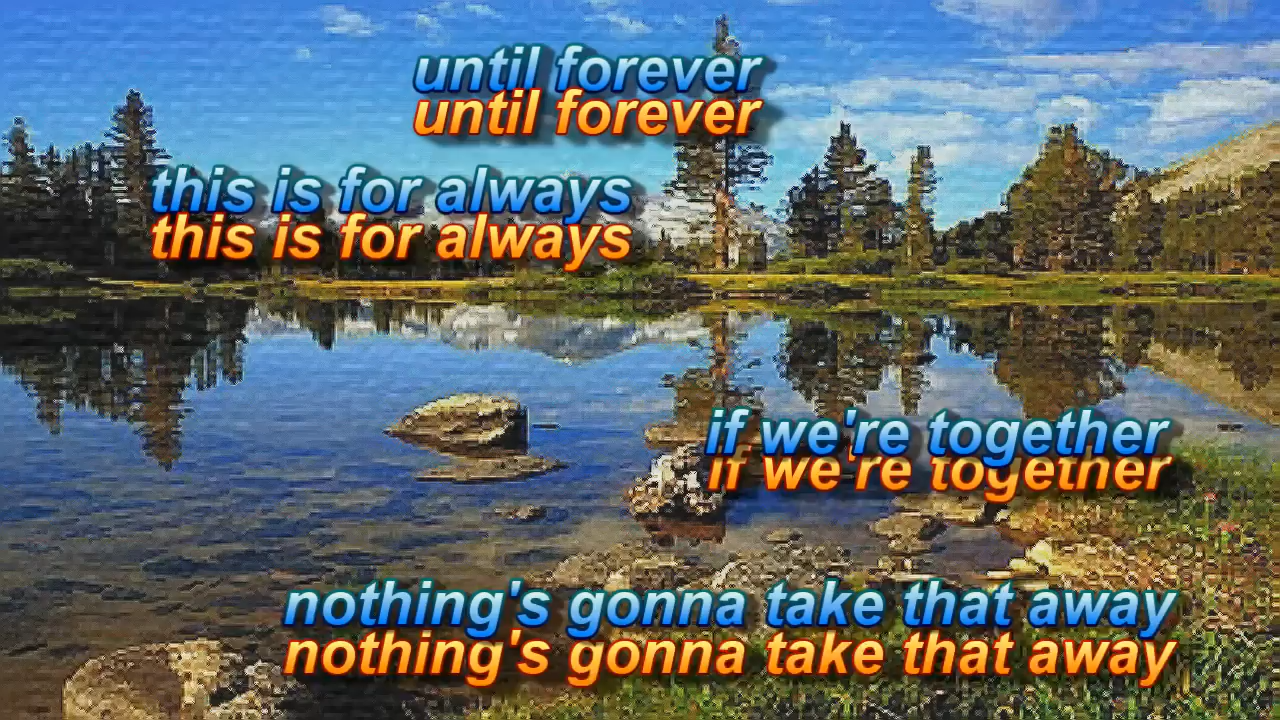 until forever
until forever
this is for always
this is for always
if we're together
if we're together
nothing's gonna take that away
nothing's gonna take that away